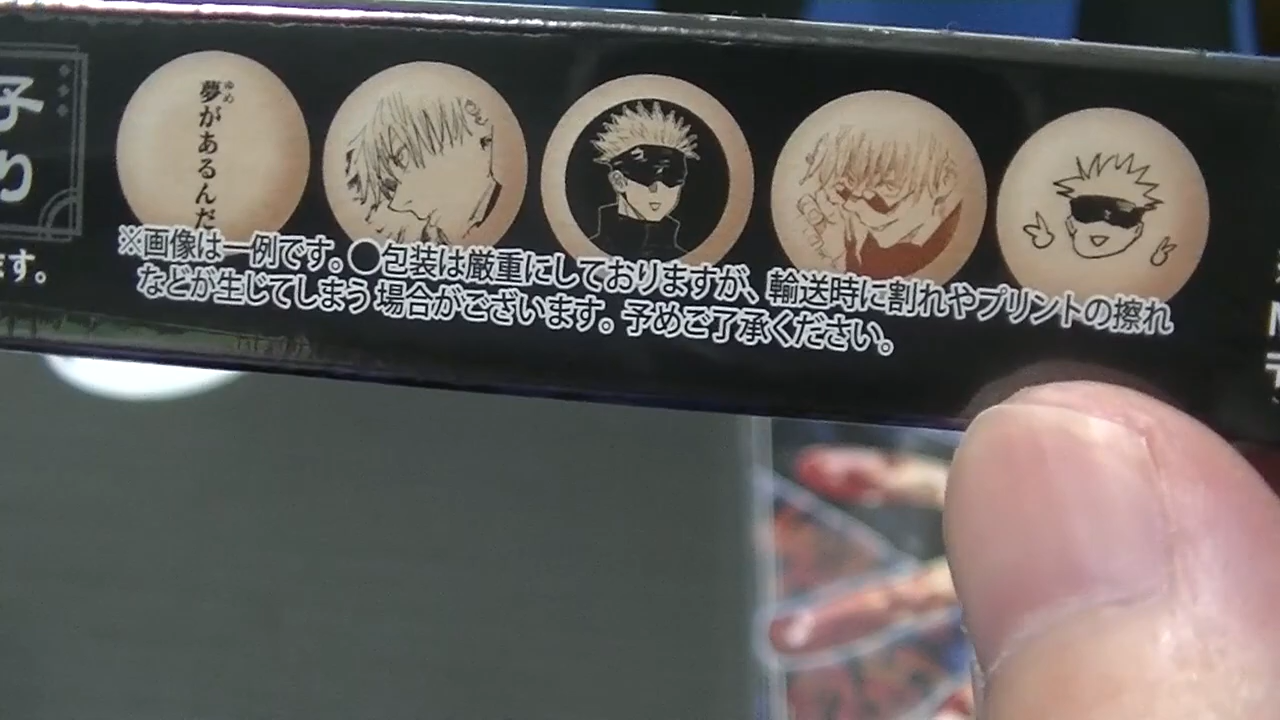 子
り
ます。
夢があるんだ
ゆめ
※画像は一例です。●包装は厳重にしておりますが、輸送時に割れやプリントの擦れ
などが生じてしまう場合がございます。予めご了承ください。